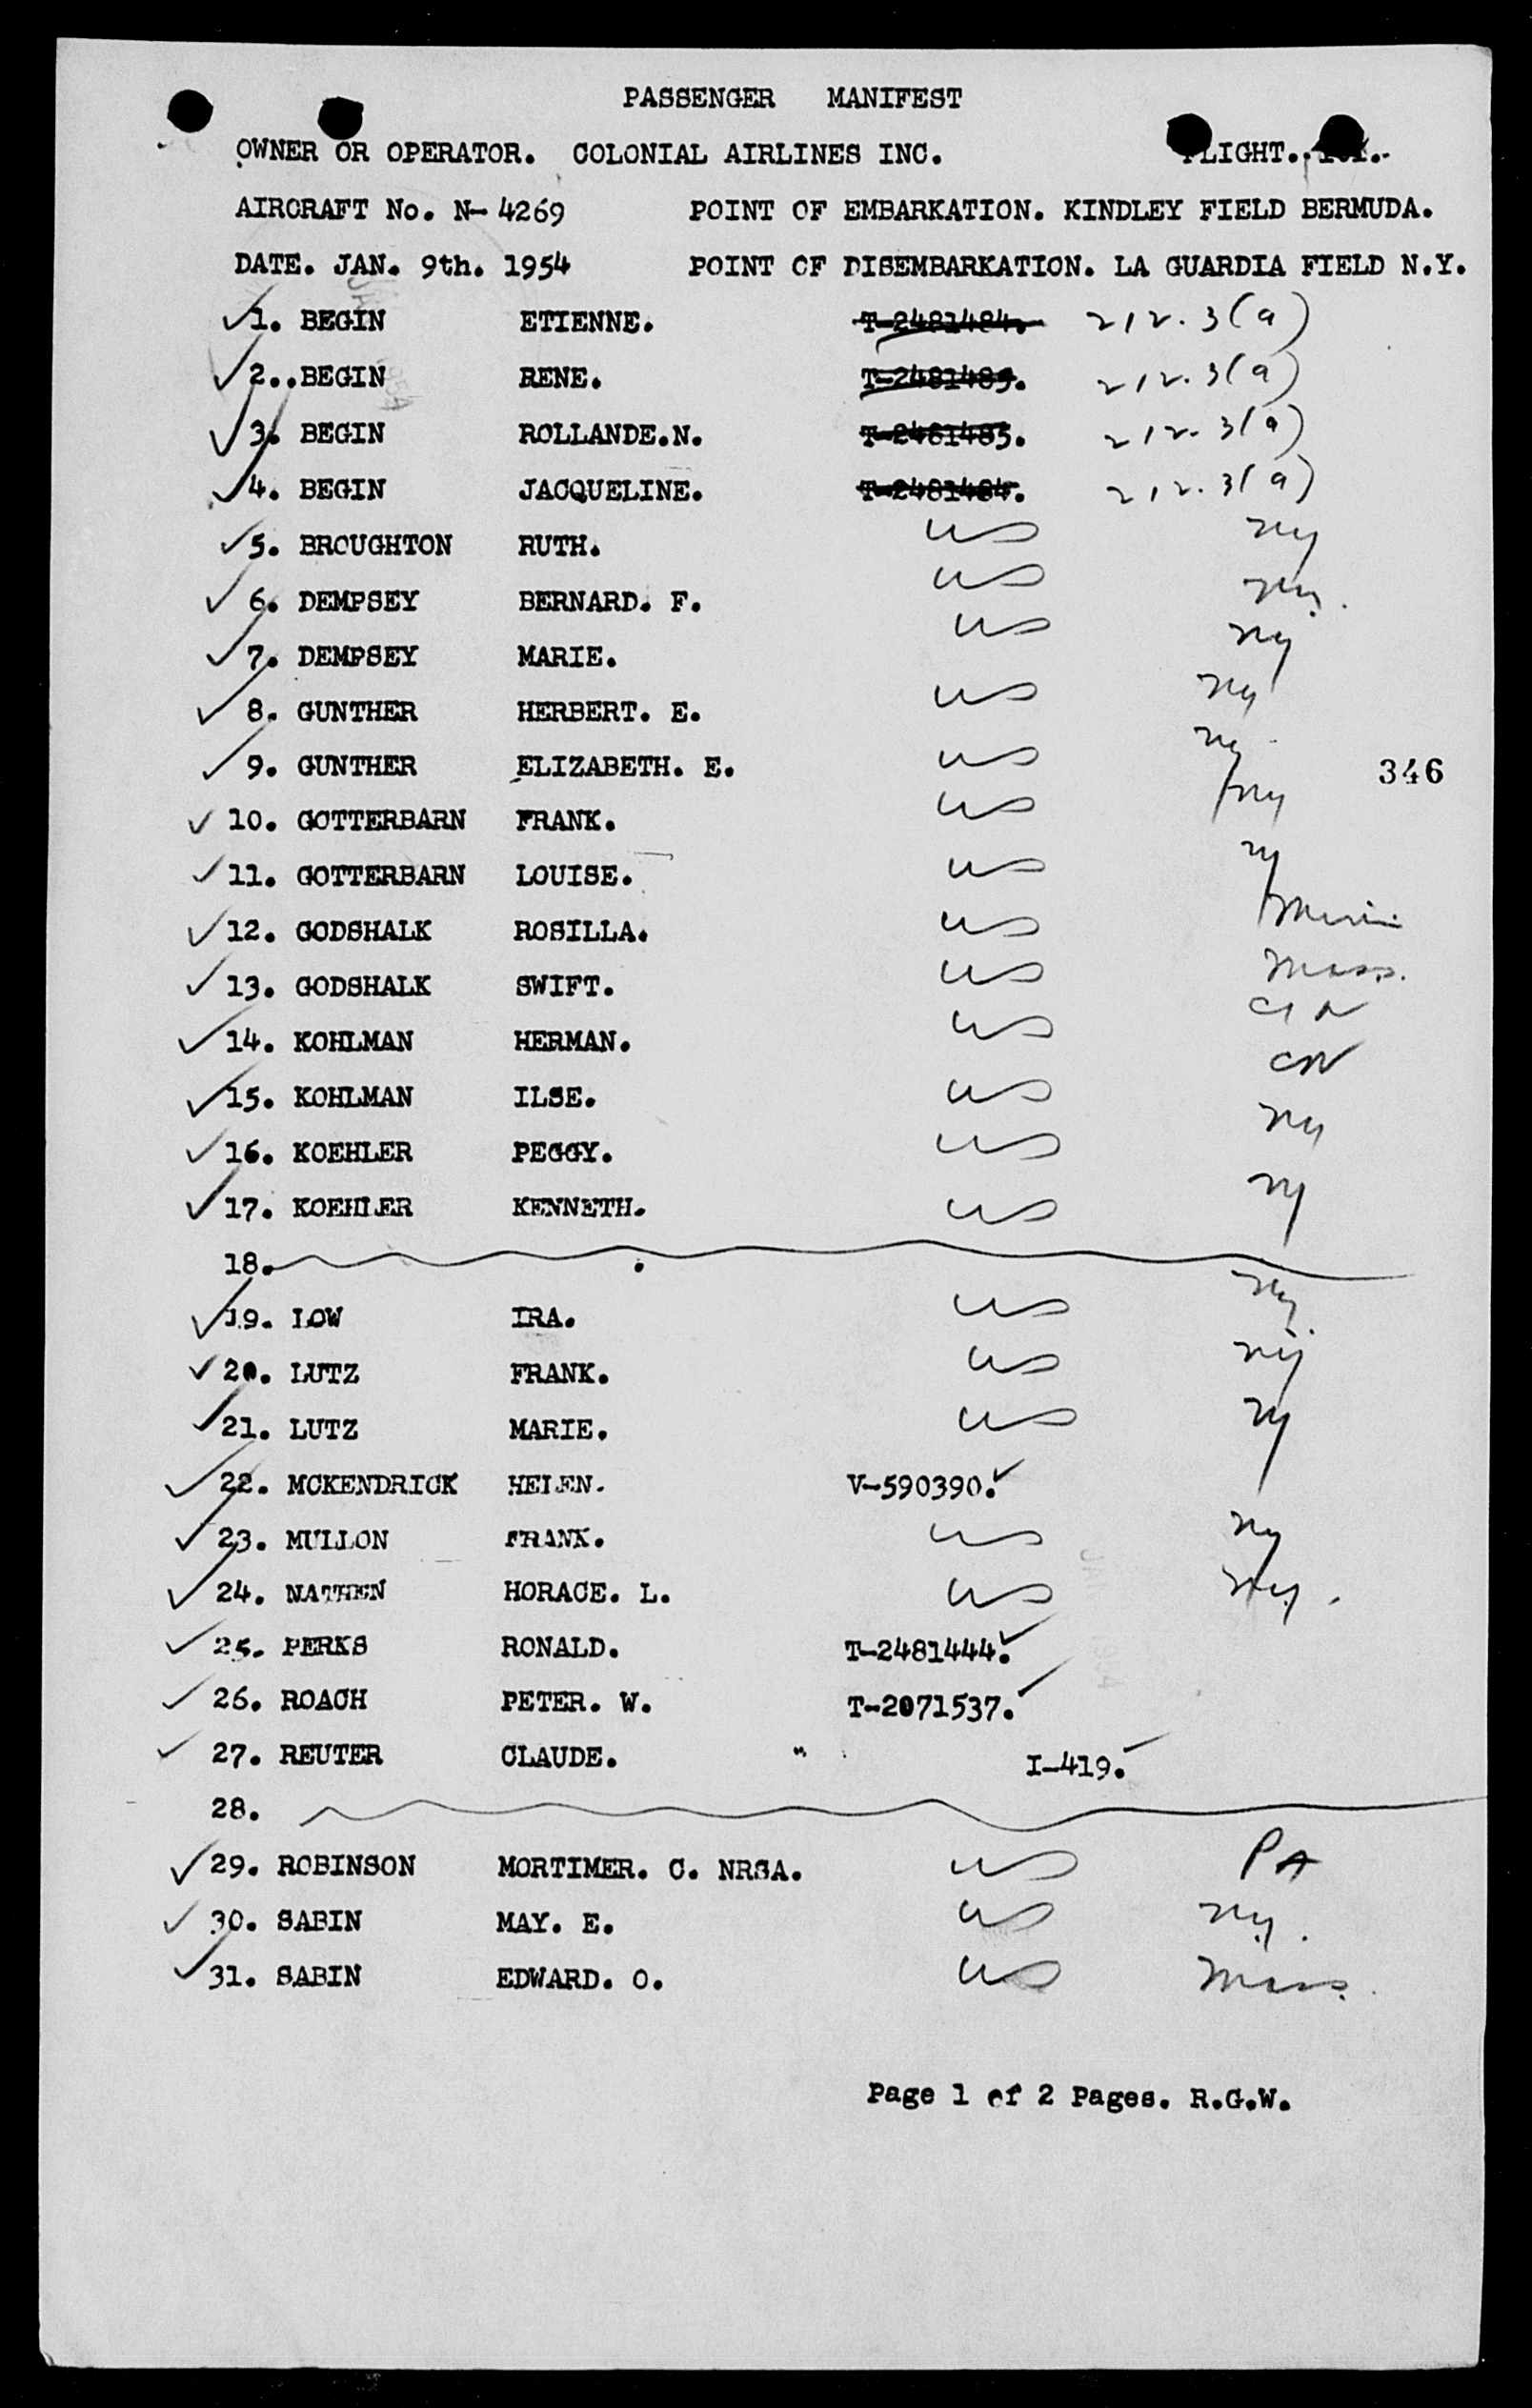 PASSENGER MANIFEST
OWNER OR OPERATOR. COLONIAL AIRLINES INC. FLIGHT.
AIRCRAFT No. N-4269 POINT OF EMBARKATION. KINDLEY FIELD BERMUDA.
DATE. JAN. 9th. 1954 POINT OF DISEMBARKATION. LA GUARDIA FIELD N.Y.
1. BEGIN ETIENNE. T-2481484. 212.3(a)
2.. BEGIN RENE. 212.3(a)
3. BEGIN ROLLANDE.N. 212.3(a)
4. BEGIN JACQUELINE. T-2481484. 212.3(a)
5. BROUGHTON RUTH. US NY
6. DEMPSEY BERNARD. F. US NY.
7. DEMPSEY MARIE. US NY
8. GUNTHER HERBERT. E. US NY
9. GUNTHER ELIZABETH. E. US NY
346
10. GOTTERBARN FRANK. US NY
11. GOTTERBARN LOUISE. US NY
12. GODSHALK ROSILLA. US
13. GODSHALK SWIFT. US Mass.
14. KOHLMAN HERMAN. US
15. KOHLMAN ILSE. US
16. KOEHLER PEGGY. US NY
17. KOEHLER KENNETH. US NY
18.
19. LOW IRA. US NY
20. LUTZ FRANK. US NY
21. LUTZ MARIE. US NY
22. MCKENDRICK HELEN. V-590390.
23. MULLON FRANK. US NY
24. NATHEN HORACE. L. US NY.
25. PERKS RONALD. T-2481444.
26. ROACH PETER. W. T-2071537.
27. REUTER CLAUDE. " I-419.
28.
29. ROBINSON MORTIMER. C. NRSA. US PA
30. SABIN MAY. E. US NY.
31. SABIN EDWARD. O. US Mass.
Page 1 of 2 Pages. R.G.W.